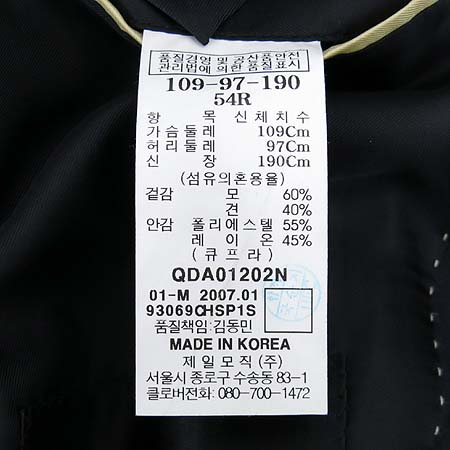 품질경영 및 공산품안전
관리법에 의한 품질표시
109-97-190
54R
항 목 신체치수
가슴둘레 109Cm
허리둘레 97Cm
신 장 190Cm
(섬유의혼용율)
겉감 모 60%
견 40%
안감 폴리에스텔 55%
레 이 온 45%
(큐프라)
QDA01202N
01-M 2007.01
93069CHSP1S
품질책임:김동민
MADE IN KOREA
제일모직(주)
서울시 종로구 수송동 83-1
클로버전화: 080-700-1472